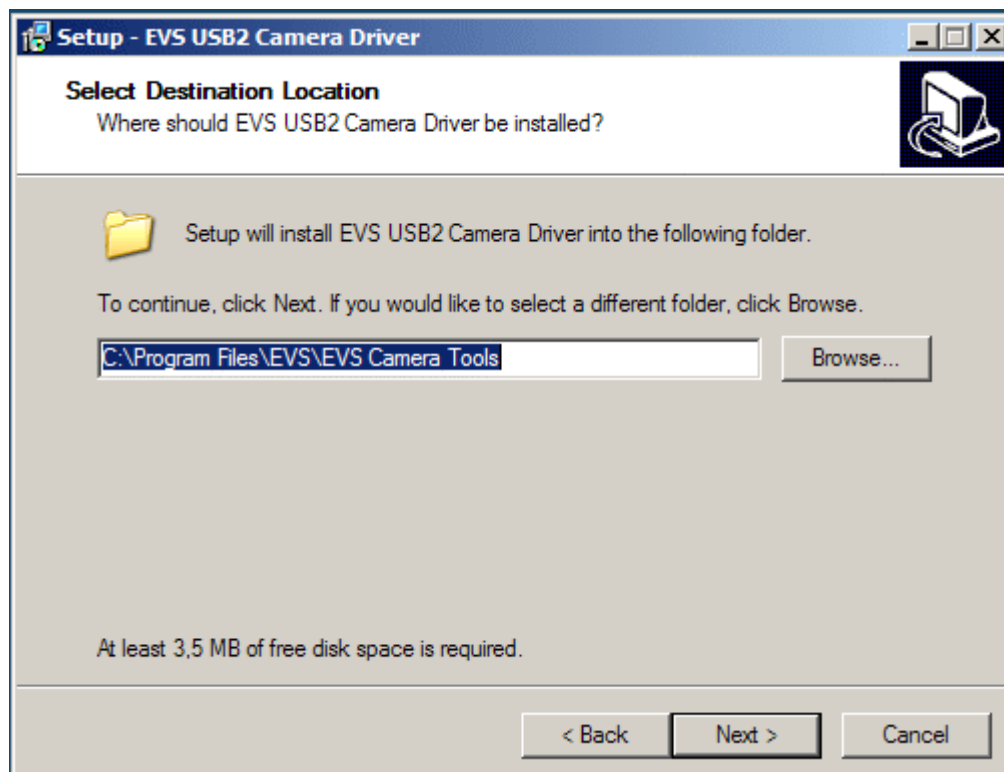 Setup - EVS USB2 Camera Driver
Select Destination Location
Where should EVS USB2 Camera Driver be installed?
Setup will install EVS USB2 Camera Driver into the following folder.
To continue, click Next. If you would like to select a different folder, click Browse.
C:\Program Files\EVS\EVS Camera Tools
Browse...
At least 3,5 MB of free disk space is required.
< Back
Next >
Cancel